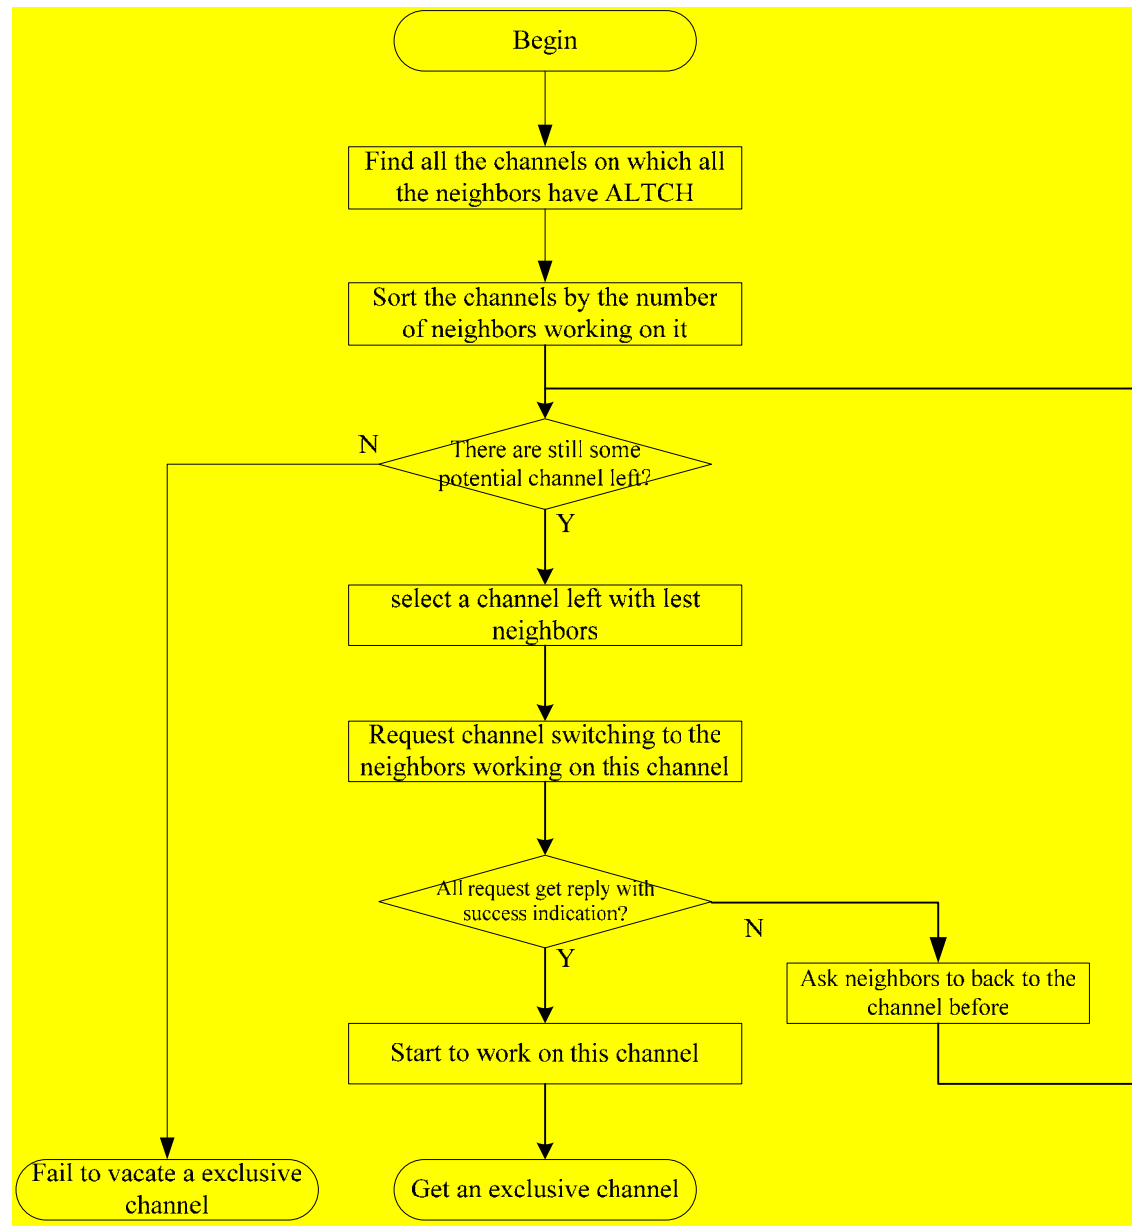 Begin
Find all the channels on which all
the neighbors have ALTCH
Sort the channels by the number
of neighbors working on it
N
There are still some
potential channel left?
Y
select a channel left with lest
neighbors
Request channel switching to the
neighbors working on this channel
All request get reply with
success indication?
N
Y
Ask neighbors to back to the
channel before
Start to work on this channel
Fail to vacate a exclusive
channel
Get an exclusive channel